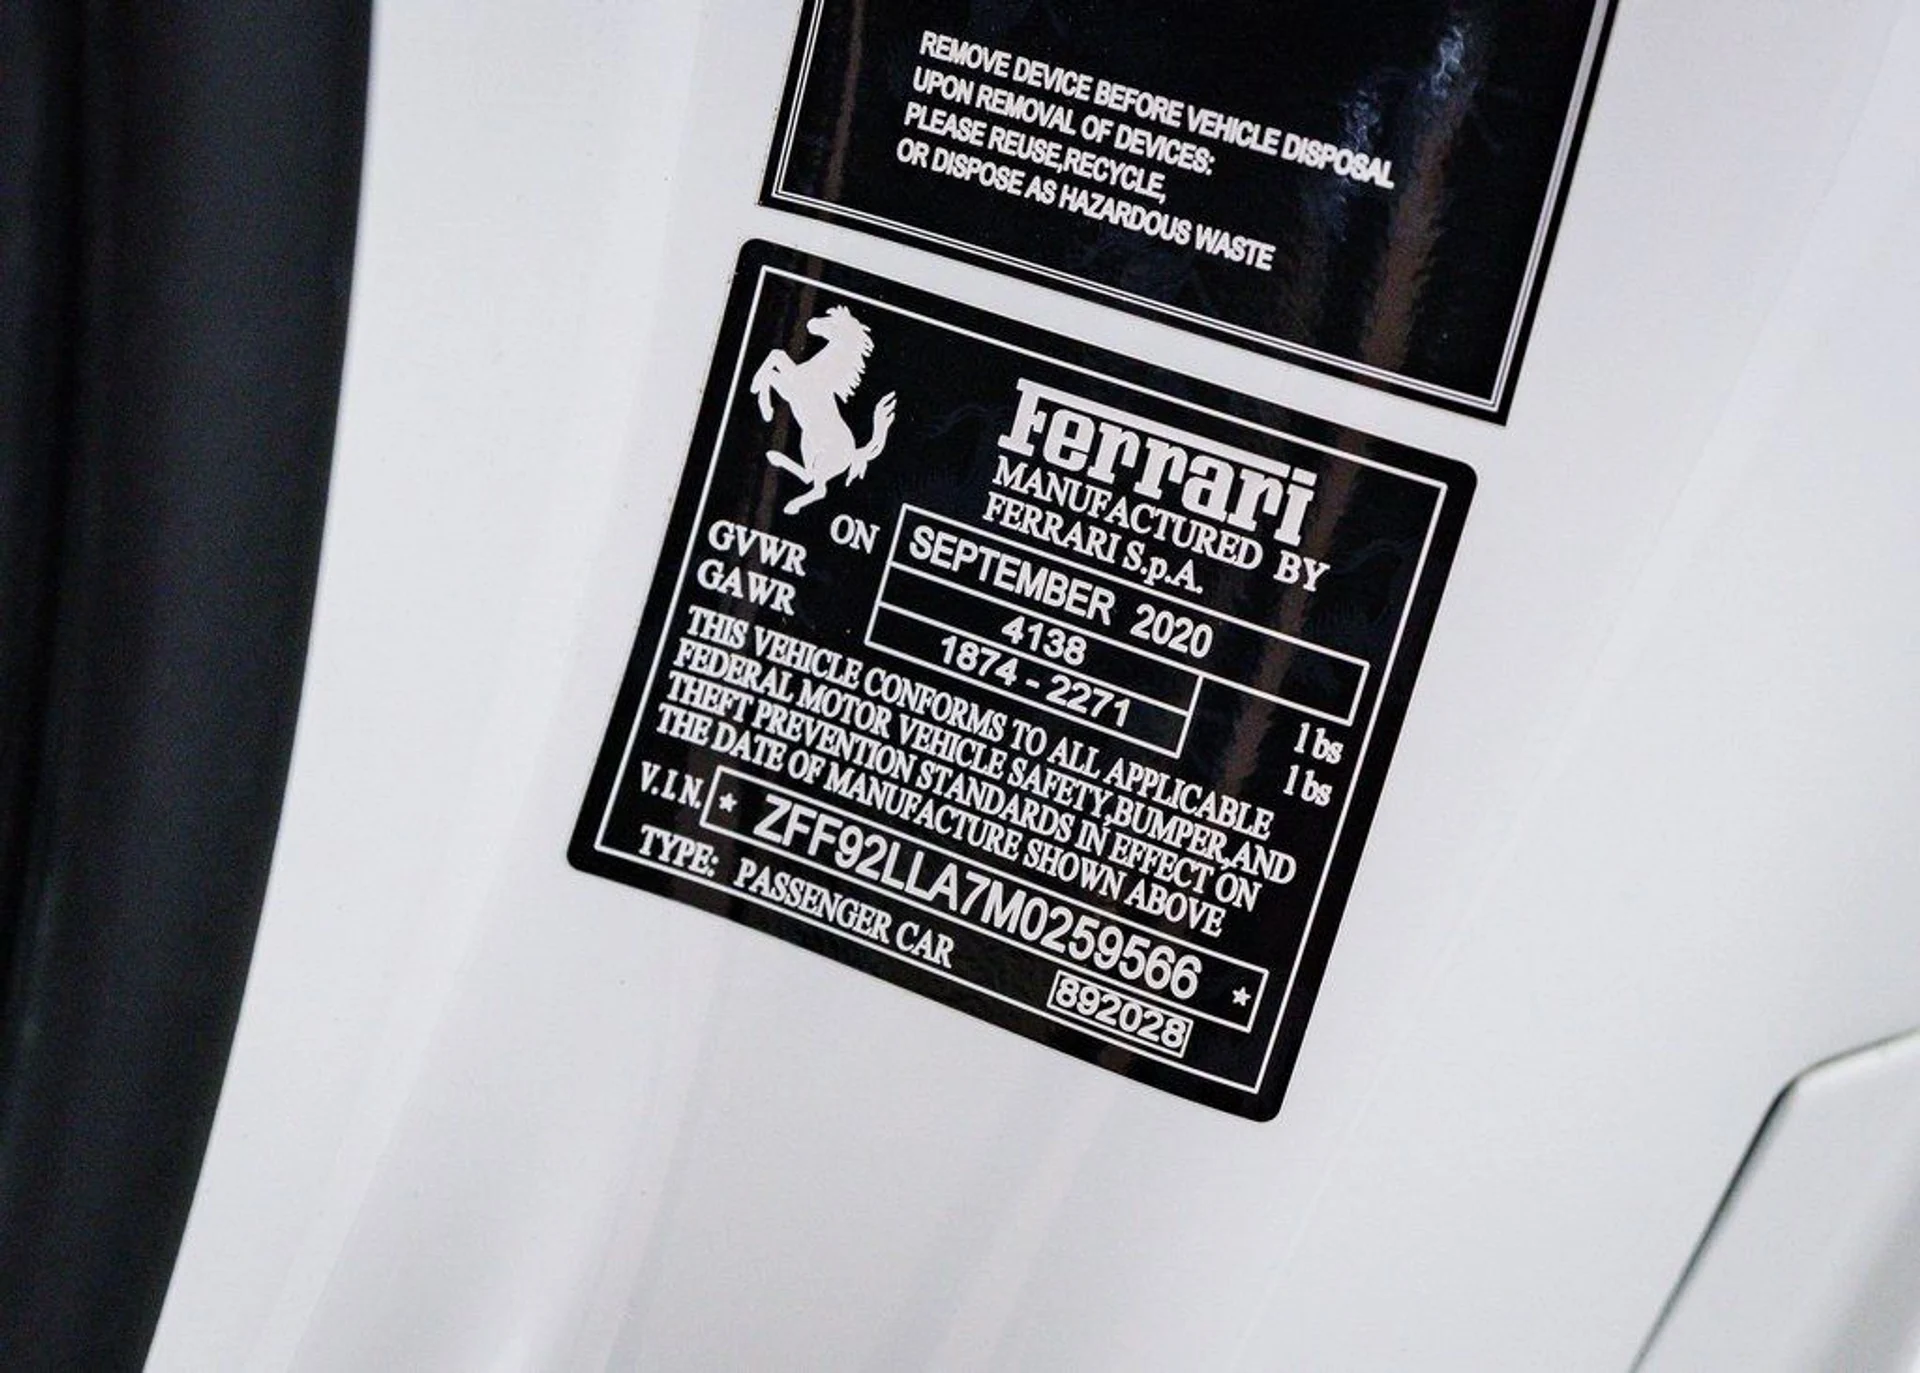 REMOVE DEVICE BEFORE VEHICLE DISPOSAL
UPON REMOVAL OF DEVICES:
PLEASE REUSE,RECYCLE,
OR DISPOSE AS HAZARDOUS WASTE
Ferrari
MANUFACTURED BY
FERRARI S.p.A.
ON SEPTEMBER 2020
GVWR 4138 lbs
GAWR 1874 - 2271 lbs
THIS VEHICLE CONFORMS TO ALL APPLICABLE
FEDERAL MOTOR VEHICLE SAFETY,BUMPER,AND
THEFT PREVENTION STANDARDS IN EFFECT ON
THE DATE OF MANUFACTURE SHOWN ABOVE
V.I.N. * ZFF92LLA7M0259566 *
TYPE: PASSENGER CAR
892028